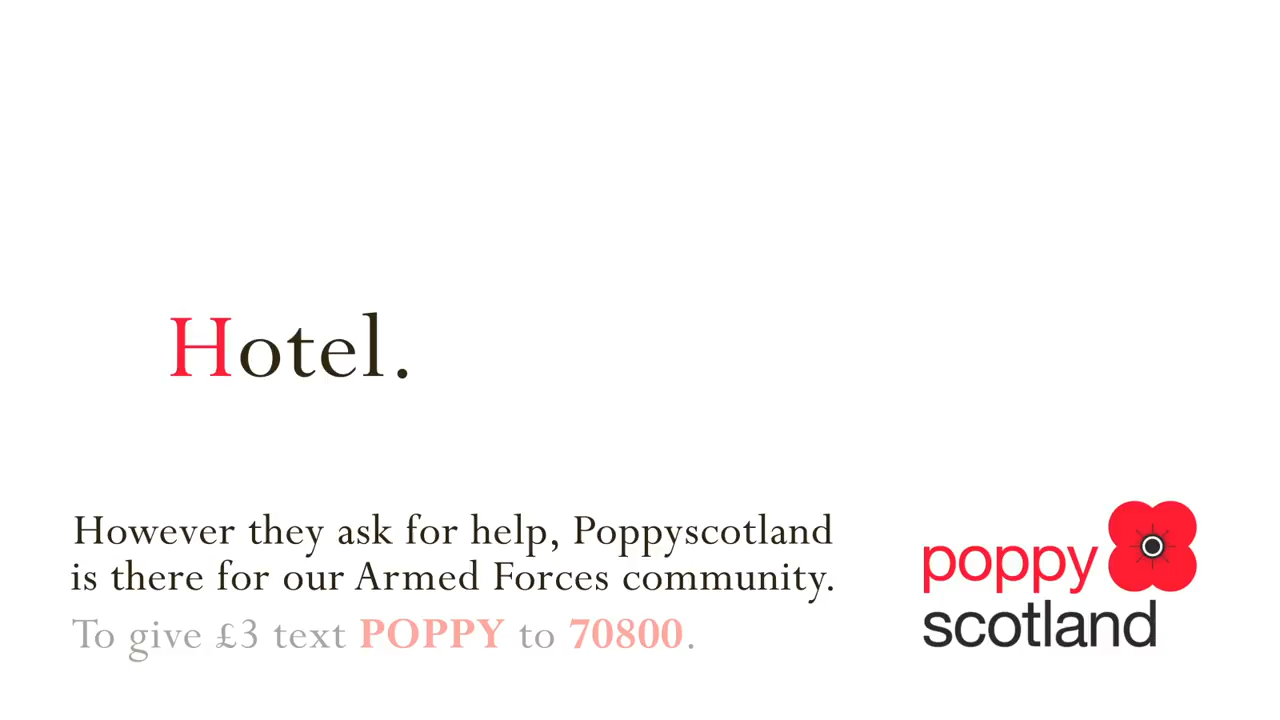 Hotel.
However they ask for help, Poppyscotland
is there for our Armed Forces community.
To give £3 text POPPY to 70800.
poppy
scotland